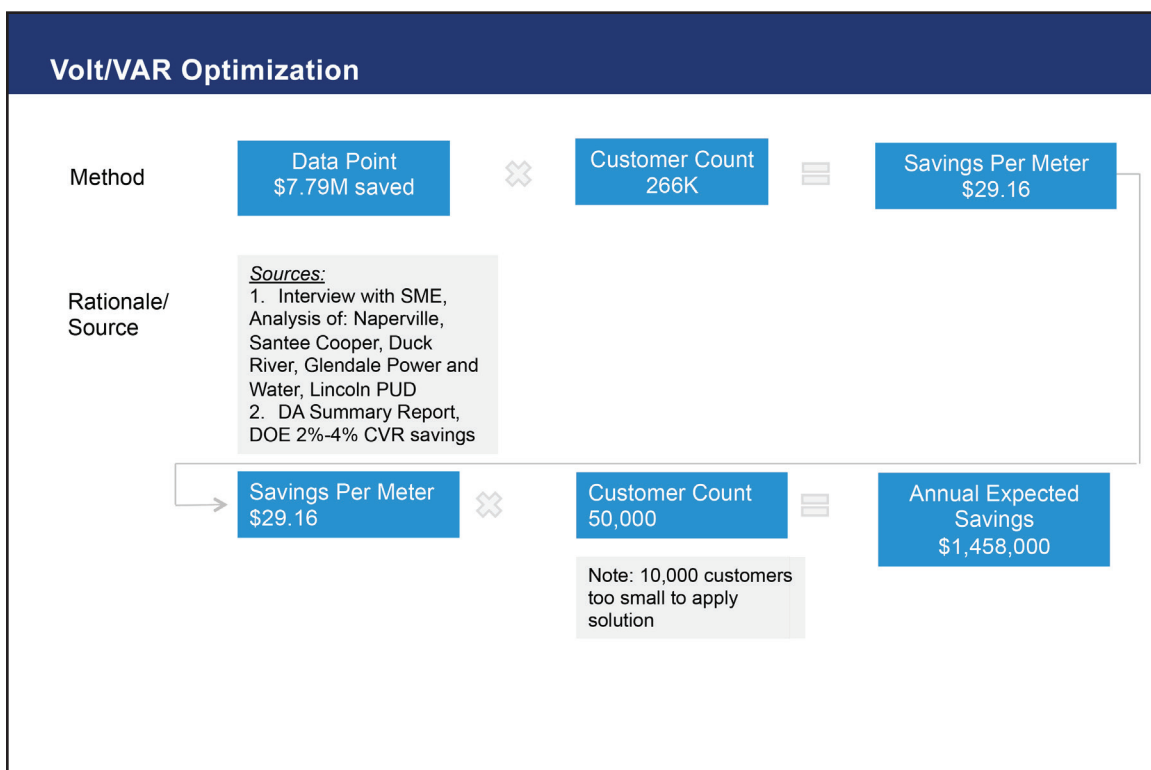 Volt/VAR Optimization
Method
Data Point
$7.79M saved
Customer Count
266K
Savings Per Meter
$29.16
Rationale/
Source
Sources:
1. Interview with SME,
Analysis of: Naperville,
Santee Cooper, Duck
River, Glendale Power and
Water, Lincoln PUD
2. DA Summary Report,
DOE 2%-4% CVR savings
Savings Per Meter
$29.16
Customer Count
50,000
Annual Expected
Savings
$1,458,000
Note: 10,000 customers
too small to apply
solution